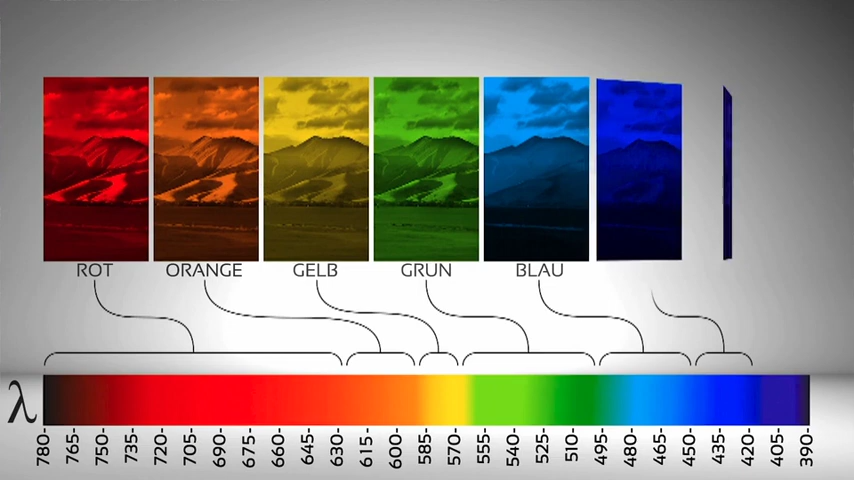 ROT ORANGE GELB GRUN BLAU
λ
780- 765- 750- 735- 720- 705- 690- 675- 660- 645- 630- 615- 600- 585- 570- 555- 540- 525- 510- 495- 480- 465- 450- 435- 420- 405- 390-